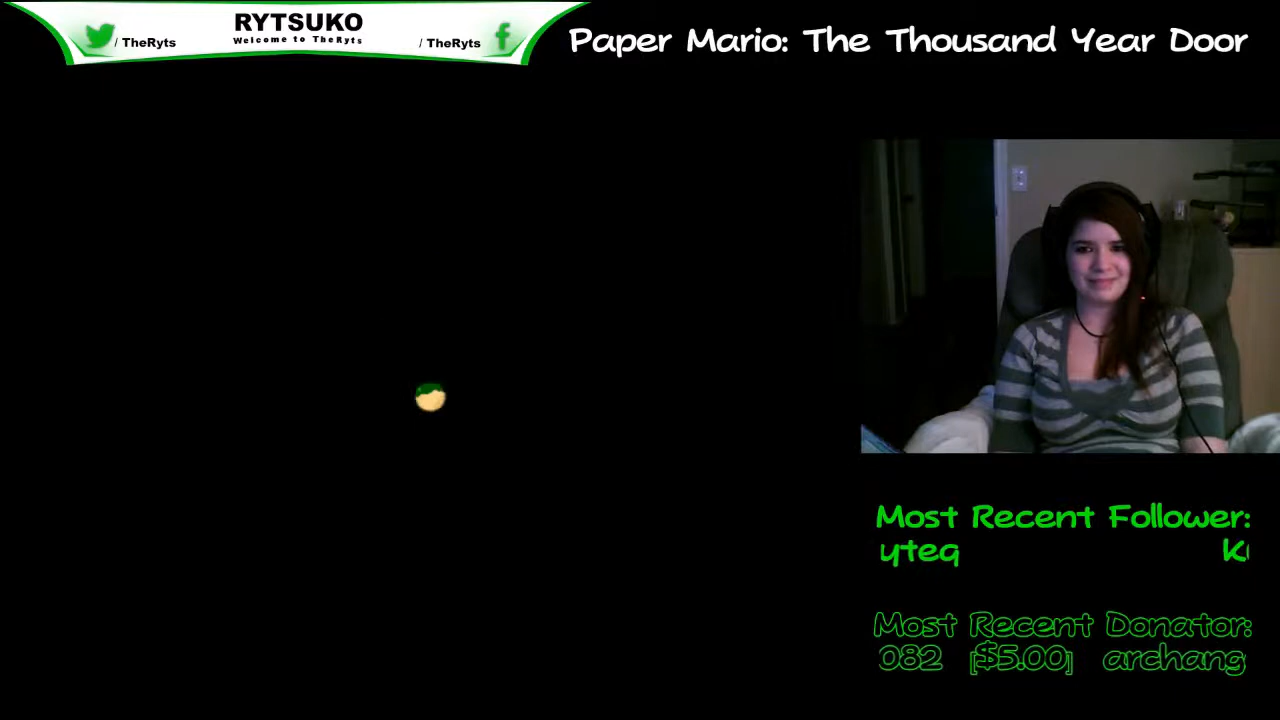 RYTSUKO
Welcome to TheRyts
/ TheRyts
/ TheRyts
Paper Mario: The Thousand Year Door
Most Recent Follower:
yteq
Most Recent Donator:
082 [$5.00] archang